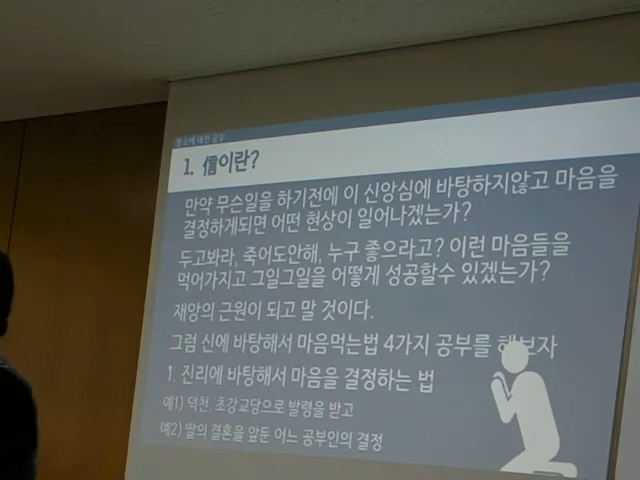 1. 信이란?
만약 무슨일을 하기전에 이 신앙심에 바탕하지않고 마음을
결정하게되면 어떤 현상이 일어나겠는가?
두고봐라, 죽어도안해, 누구 좋으라고? 이런 마음들을
먹어가지고 그일그일을 어떻게 성공할수 있겠는가?
재앙의 근원이 되고 말 것이다.
그럼 신에 바탕해서 마음먹는법 4가지 공부를 해보자
1. 진리에 바탕해서 마음을 결정하는 법
예1) 덕천 초강교당으로 발령을 받고
예2) 딸의 결혼을 앞둔 어느 공부인의 결정